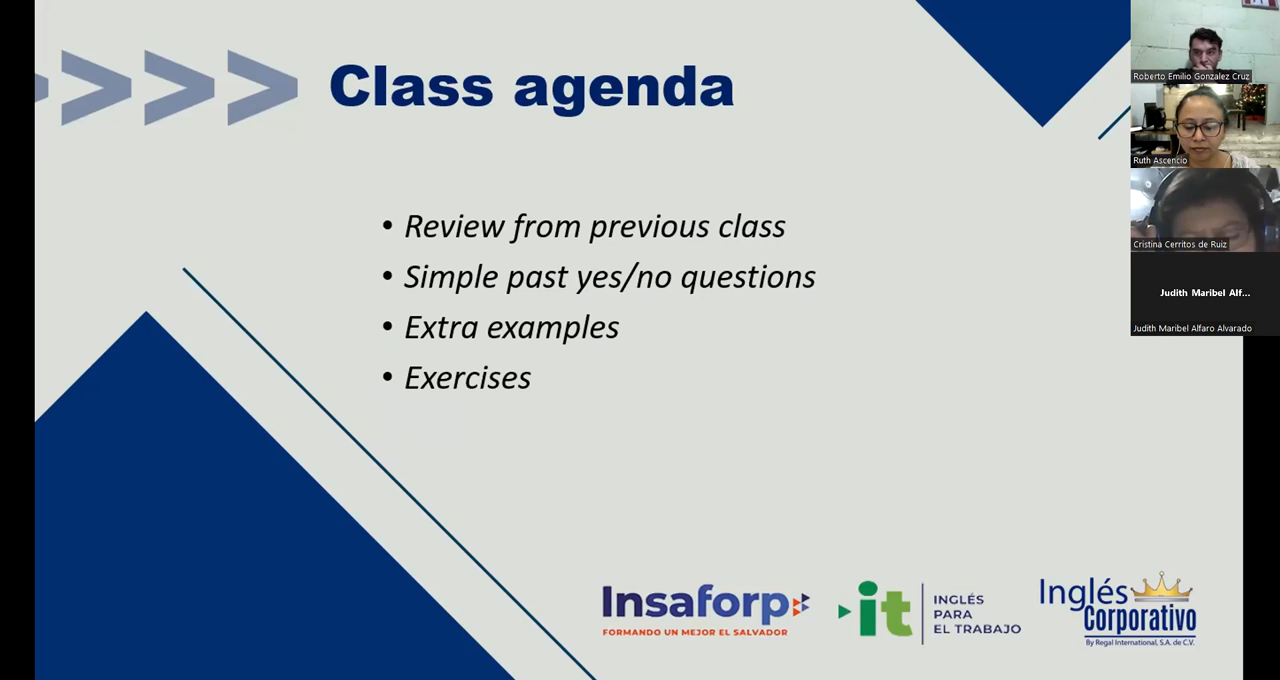 Class agenda
• Review from previous class
• Simple past yes/no questions
• Extra examples
• Exercises
Insaforp
FORMANDO UN MEJOR EL SALVADOR
it
INGLÉS
PARA
EL TRABAJO
Inglés
Corporativo
By Regal International, S.A. de C.V.
Roberto Emilio Gonzalez Cruz
Ruth Ascencio
Cristina Cerritos de Ruiz
Judith Maribel Alf...
Judith Maribel Alfaro Alvarado